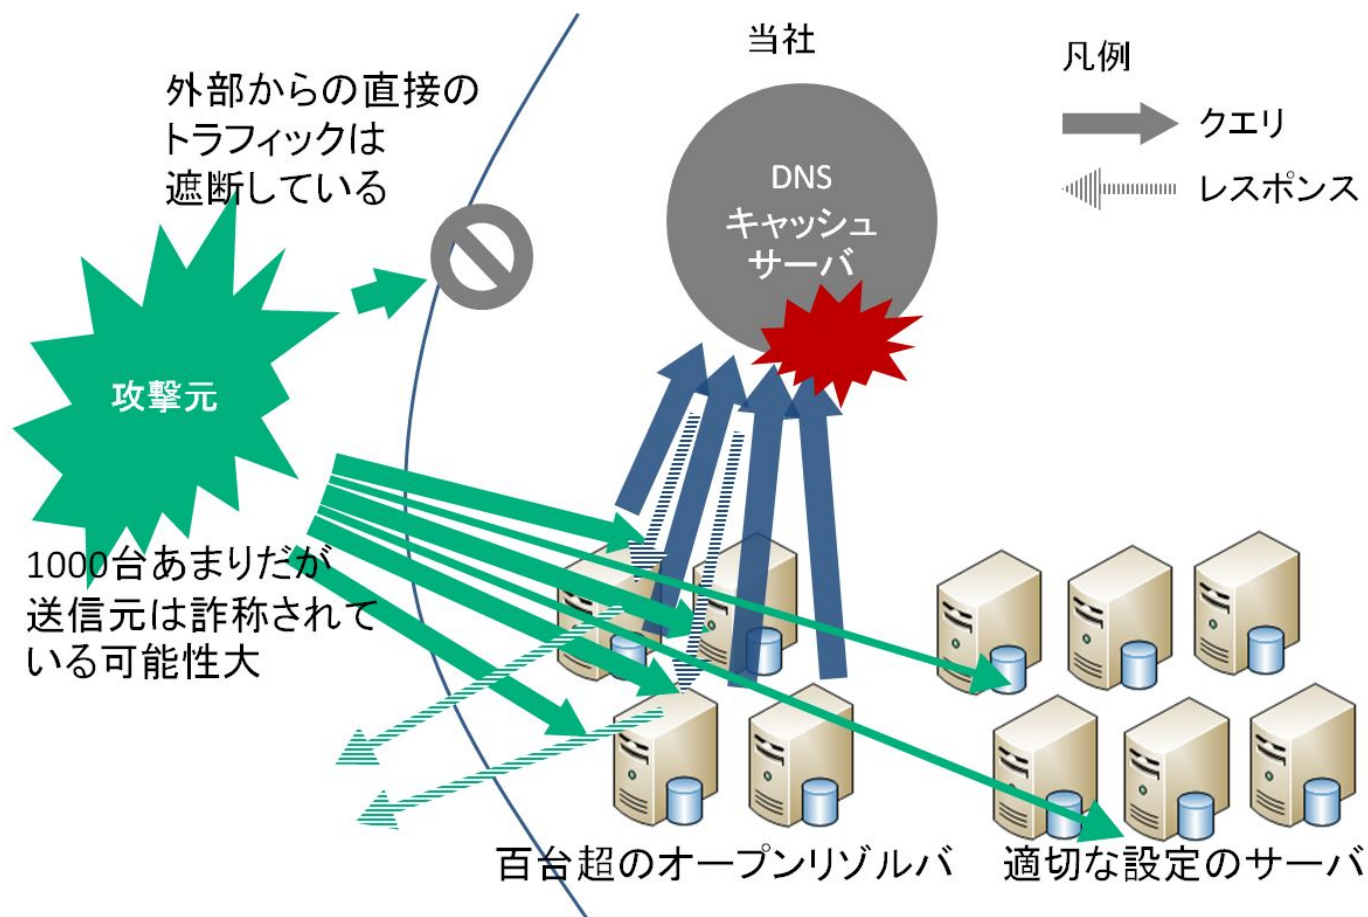 当社
凡例
クエリ
レスポンス
外部からの直接の
トラフィックは
遮断している
DNS
キャッシュ
サーバ
攻撃元
1000台あまりだが
送信元は詐称されて
いる可能性大
百台超のオープンリゾルバ
適切な設定のサーバ